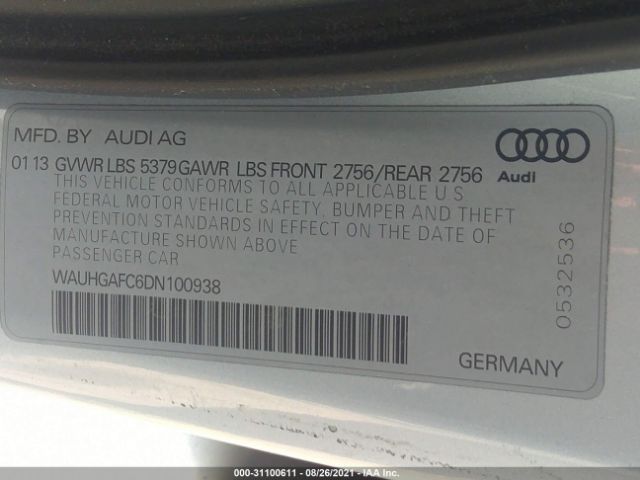 MFD. BY AUDI AG
01 13 GVWR LBS 5379 GAWR LBS FRONT 2756/REAR 2756
THIS VEHICLE CONFORMS TO ALL APPLICABLE U S
FEDERAL MOTOR VEHICLE SAFETY, BUMPER AND THEFT
PREVENTION STANDARDS IN EFFECT ON THE DATE OF
MANUFACTURE SHOWN ABOVE
PASSENGER CAR
WAUHGAFC6DN100938
Audi
0532536
GERMANY
000-31100611 - 08/26/2021 - IAA Inc.